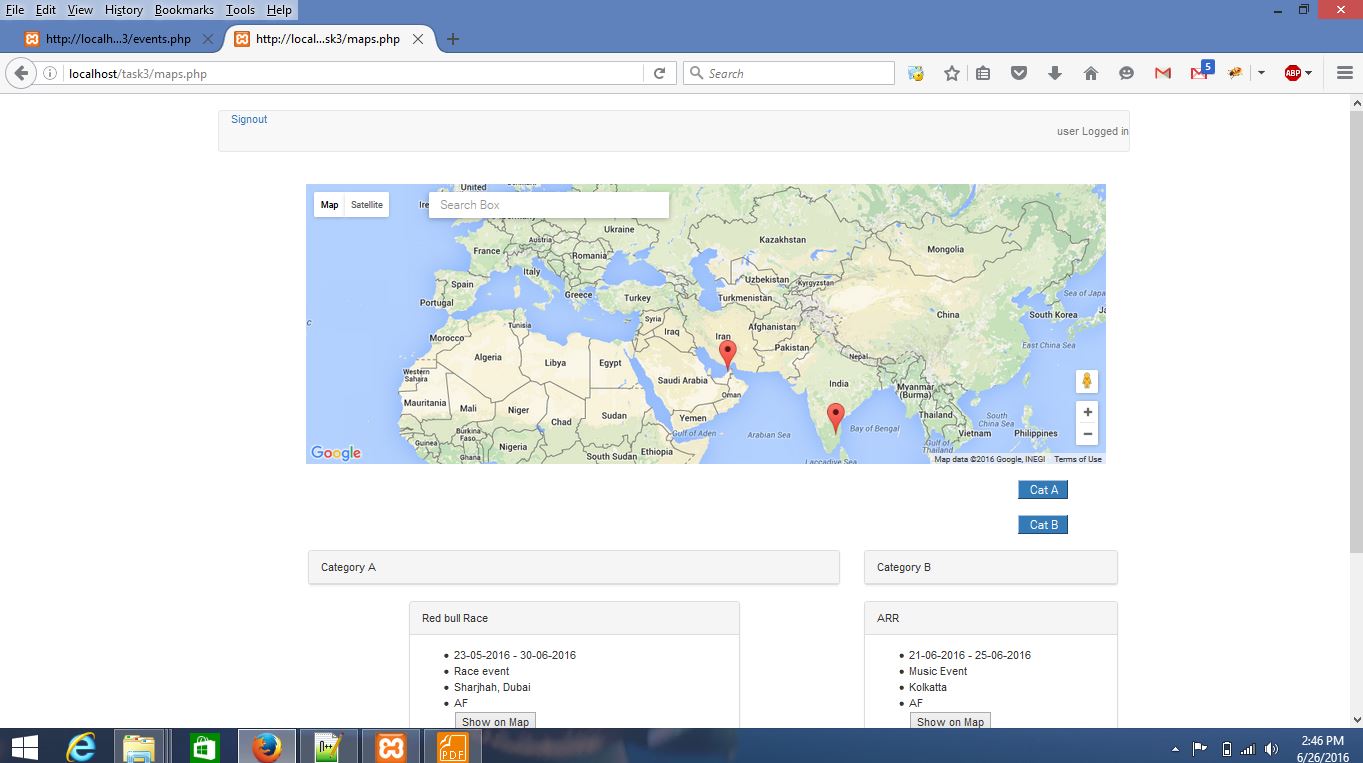 File Edit View History Bookmarks Tools Help
http://localh...3/events.php
http://local...sk3/maps.php
localhost/task3/maps.php
Search
5
ABP
Signout
user Logged in
Map Satellite
Search Box
United
Ire
Germany
Ukraine
Kazakhstan
Mongolia
Austria
France
Romania
Italy
Uzbekistan
Kyrgyzstan
Spain
Portugal
Greece
Turkey
Turkmenistan
Sea of Japa
China
South Korea
Ja
Tunisia
Syria
Iraq
Iran
Afghanistan
Morocco
East China Sea
Pakistan
Algeria
Libya
Egypt
Nepal
Western
Sahara
Saudi Arabia
India
Myanmar
(Burma)
Oman
Mauritania
Mali
Niger
Chad
Sudan
Yemen
Thailand
South
China Sea
Burkina
Faso
Gulf of Aden
Arabian Sea
Bay of Bengal
Vietnam
Philippines
Guinea
Ghana
Nigeria
South Sudan
Ethiopia
Gulf of
Thailand
Laccadive Sea
Google
Map data ©2016 Google, INEGI Terms of Use
Cat A
Cat B
Category A
Category B
Red bull Race
23-05-2016 - 30-06-2016
Race event
Sharjhah, Dubai
AF
Show on Map
ARR
21-06-2016 - 25-06-2016
Music Event
Kolkatta
AF
Show on Map
PDF
2:46 PM
6/26/2016